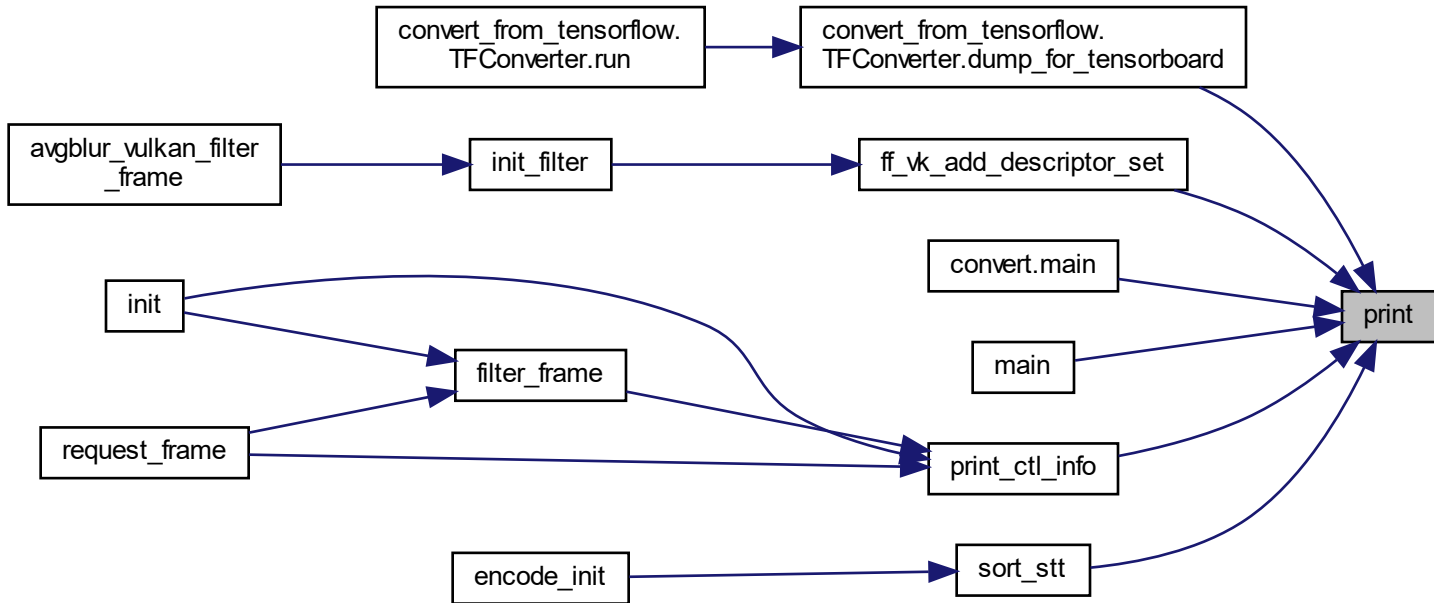 convert_from_tensorflow.
TFConverter.run
convert_from_tensorflow.
TFConverter.dump_for_tensorboard
avgblur_vulkan_filter
_frame
init_filter
ff_vk_add_descriptor_set
convert.main
init
print
main
filter_frame
request_frame
print_ctl_info
encode_init
sort_stt